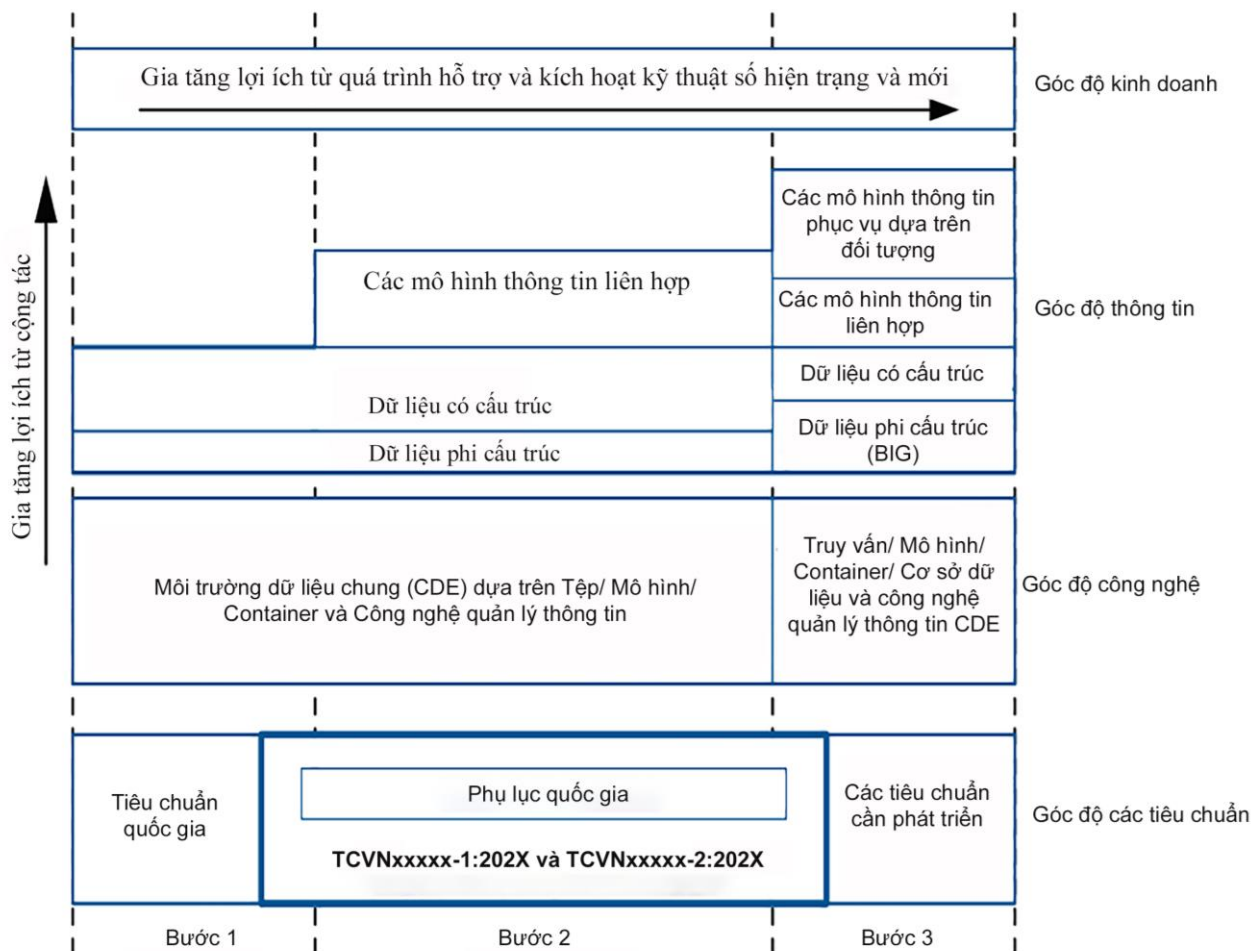 Gia tăng lợi ích từ quá trình hỗ trợ và kích hoạt kỹ thuật số hiện trạng và mới
Góc độ kinh doanh
Gia tăng lợi ích từ cộng tác
Các mô hình thông tin
phục vụ dựa trên
đối tượng
Các mô hình thông tin liên hợp
Các mô hình thông tin
liên hợp
Góc độ thông tin
Dữ liệu có cấu trúc
Dữ liệu có cấu trúc
Dữ liệu phi cấu trúc
Dữ liệu phi cấu trúc
(BIG)
Môi trường dữ liệu chung (CDE) dựa trên Tệp/ Mô hình/
Container và Công nghệ quản lý thông tin
Truy vấn/ Mô hình/
Container/ Cơ sở dữ
liệu và công nghệ
quản lý thông tin CDE
Góc độ công nghệ
Tiêu chuẩn
quốc gia
Phụ lục quốc gia
TCVNxxxxx-1:202X và TCVNxxxxx-2:202X
Các tiêu chuẩn
cần phát triển
Góc độ các tiêu chuẩn
Bước 1
Bước 2
Bước 3